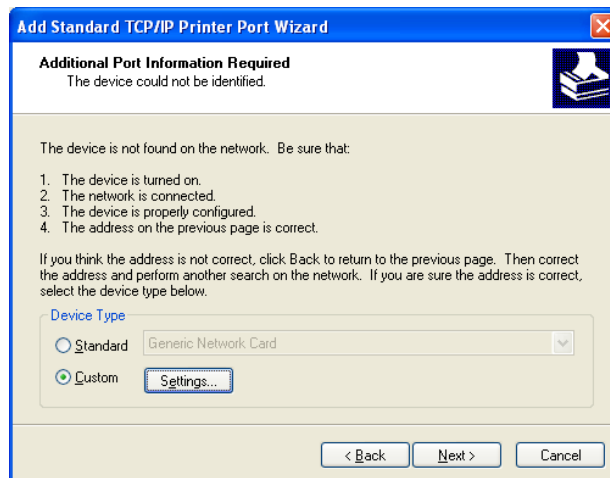 Add Standard TCP/IP Printer Port Wizard
Additional Port Information Required
The device could not be identified.
The device is not found on the network.  Be sure that:
1.  The device is turned on.
2.  The network is connected.
3.  The device is properly configured.
4.  The address on the previous page is correct.
If you think the address is not correct, click Back to return to the previous page.  Then correct
the address and perform another search on the network.  If you are sure the address is correct,
select the device type below.
Device Type
Standard
Generic Network Card
Custom
Settings...
< Back
Next >
Cancel